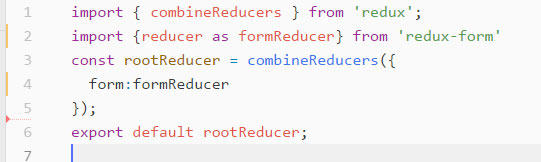 1 import { combineReducers } from 'redux';
2 import {reducer as formReducer} from 'redux-form'
3 const rootReducer = combineReducers({
4   form:formReducer
5 });
6 export default rootReducer;
7